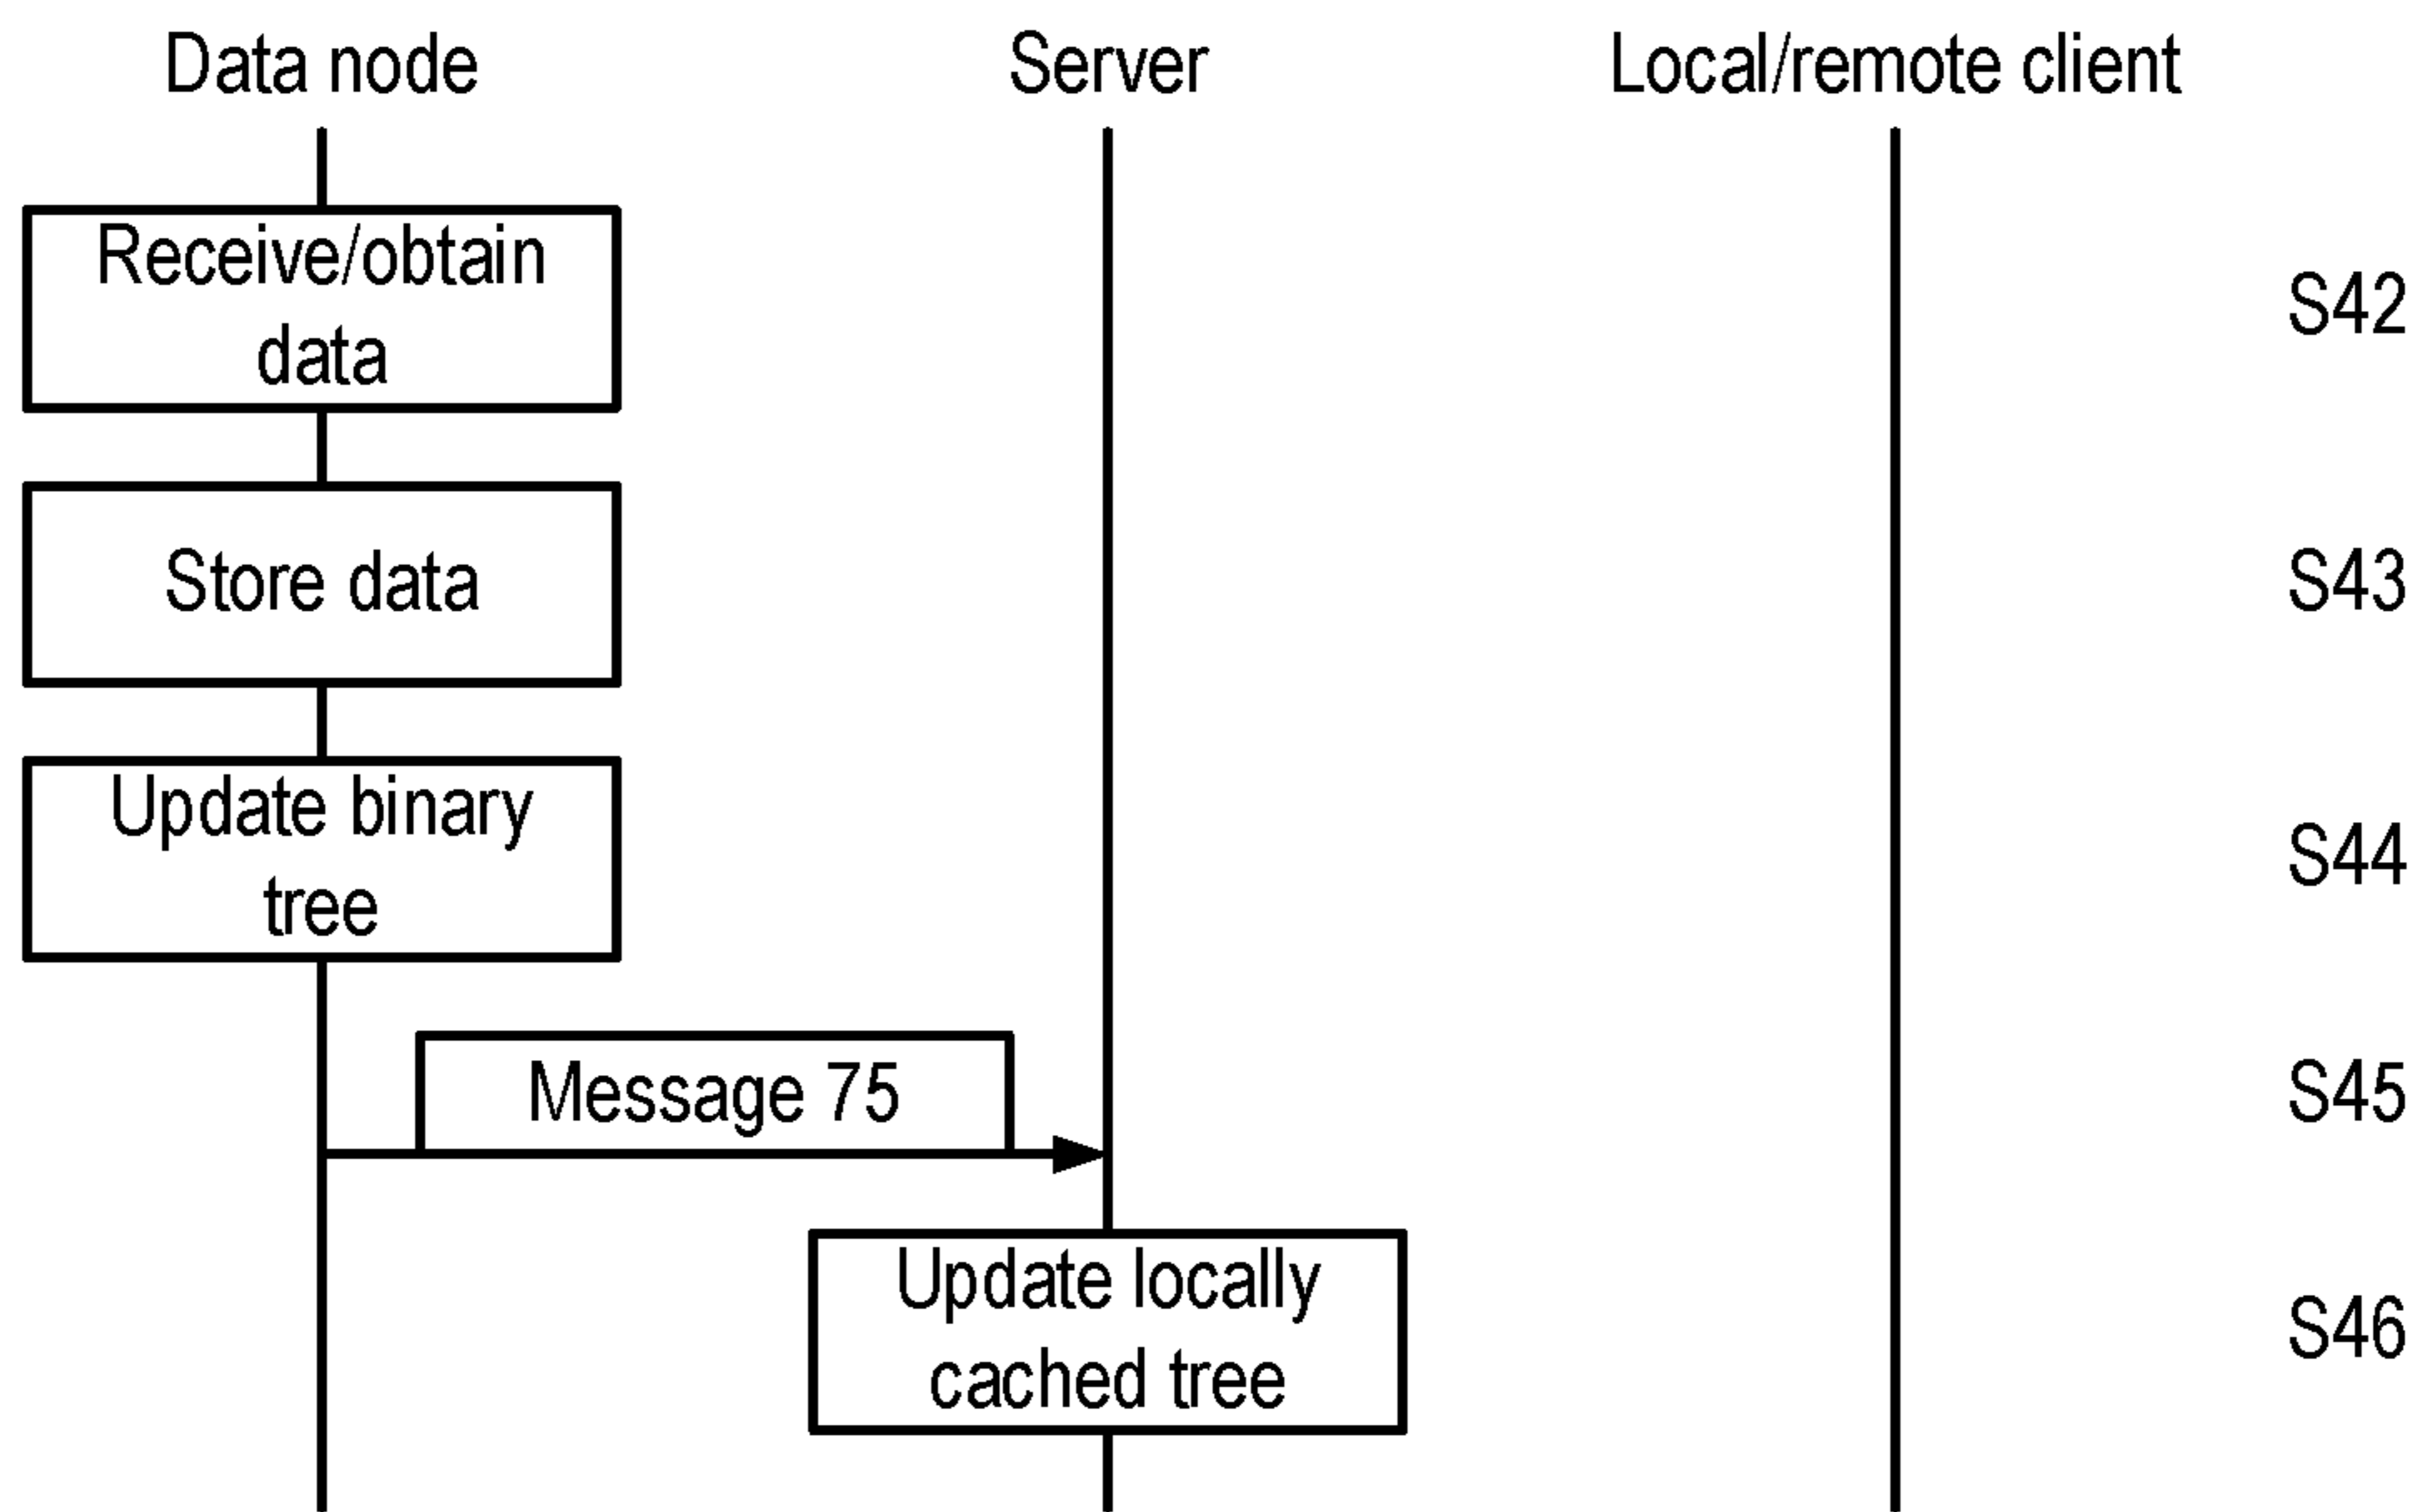 Data node
Server
Local/remote client
Receive/obtain
data
S42
Store data
S43
Update binary
tree
S44
Message 75
S45
Update locally
cached tree
S46